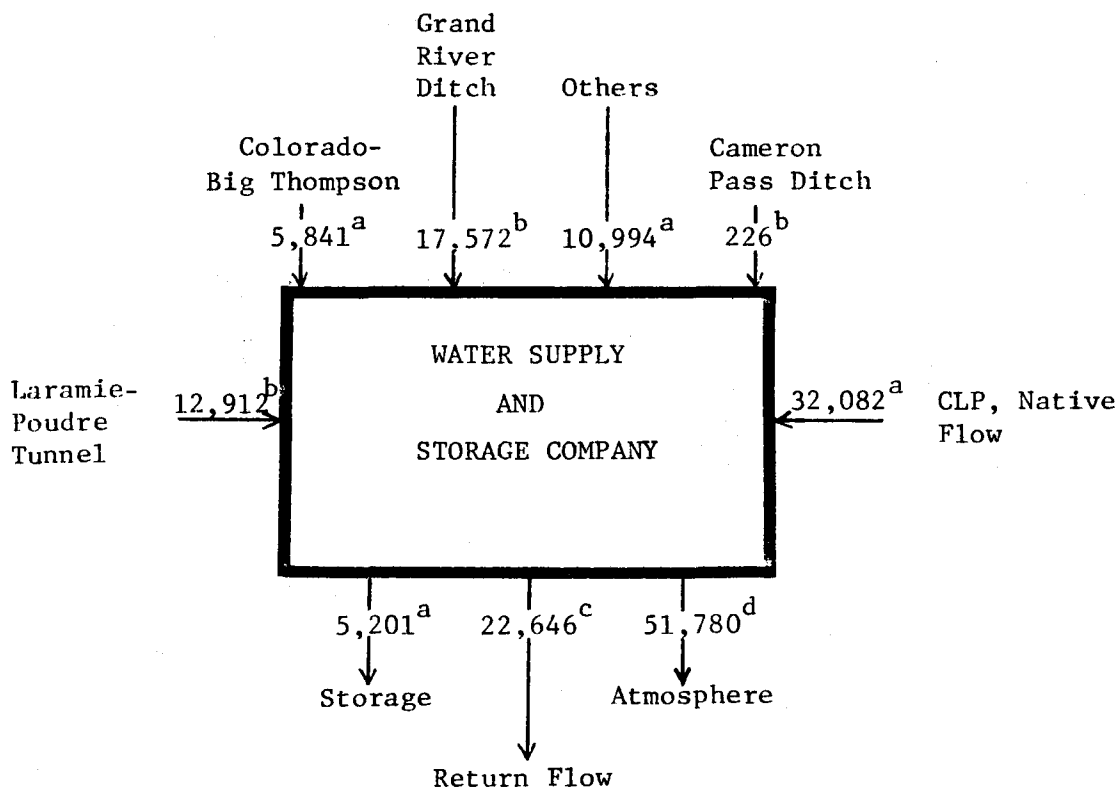 Grand
River
Ditch
Others
Colorado-
Big Thompson
Cameron
Pass Ditch
5,841a
17,572b
10,994a
226b
WATER SUPPLY
AND
STORAGE COMPANY
Laramie-
Poudre
Tunnel
12,912b
32,082a
CLP, Native
Flow
5,201a
22,646c
51,780d
Storage
Atmosphere
Return Flow